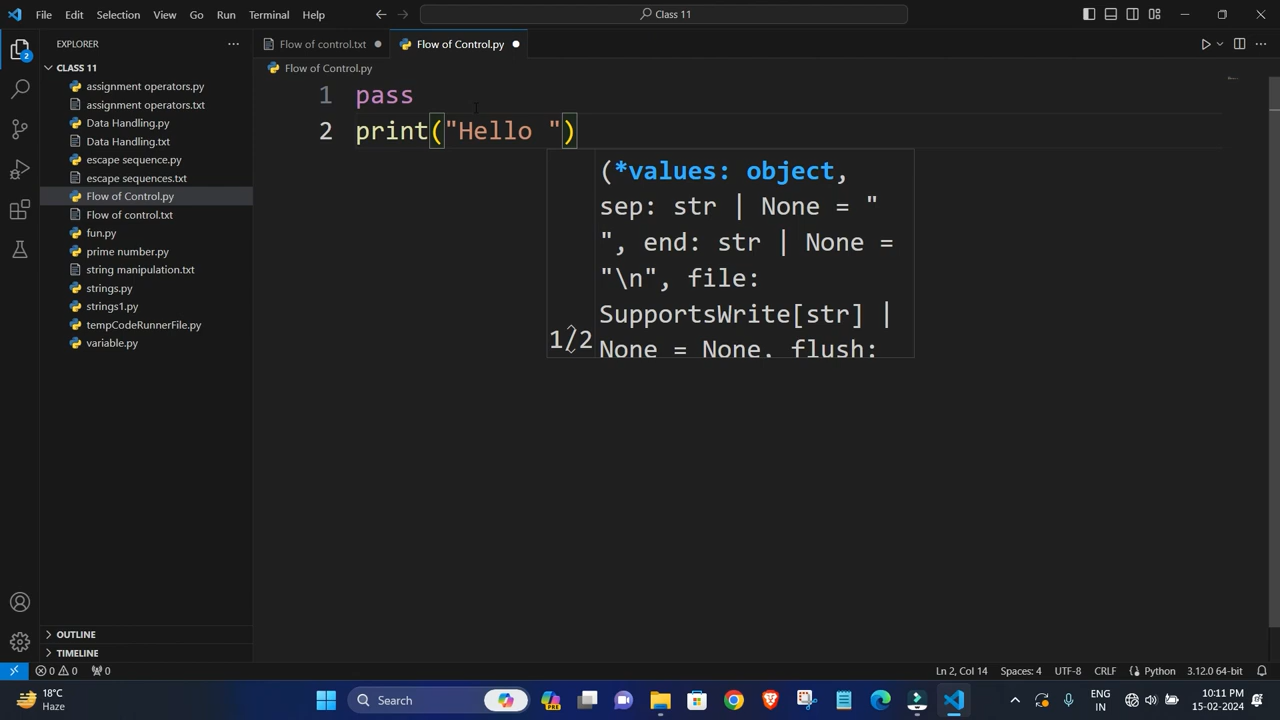 File Edit Selection View Go Run Terminal Help
Class 11
EXPLORER
Flow of control.txt
Flow of Control.py
2
CLASS 11
Flow of Control.py
assignment operators.py
assignment operators.txt
Data Handling.py
Data Handling.txt
escape sequence.py
escape sequences.txt
Flow of Control.py
Flow of control.txt
fun.py
prime number.py
string manipulation.txt
strings.py
strings1.py
tempCodeRunnerFile.py
variable.py
1 pass
2 print("Hello ")
(*values: object,
sep: str | None = "
", end: str | None =
"\n", file:
SupportsWrite[str] |
1/2
None = None, flush:
OUTLINE
TIMELINE
0 0 0
Ln 2, Col 14 Spaces: 4 UTF-8 CRLF Python 3.12.0 64-bit
18°C
Haze
Search
PRE
ENG
IN
10:11 PM
15-02-2024